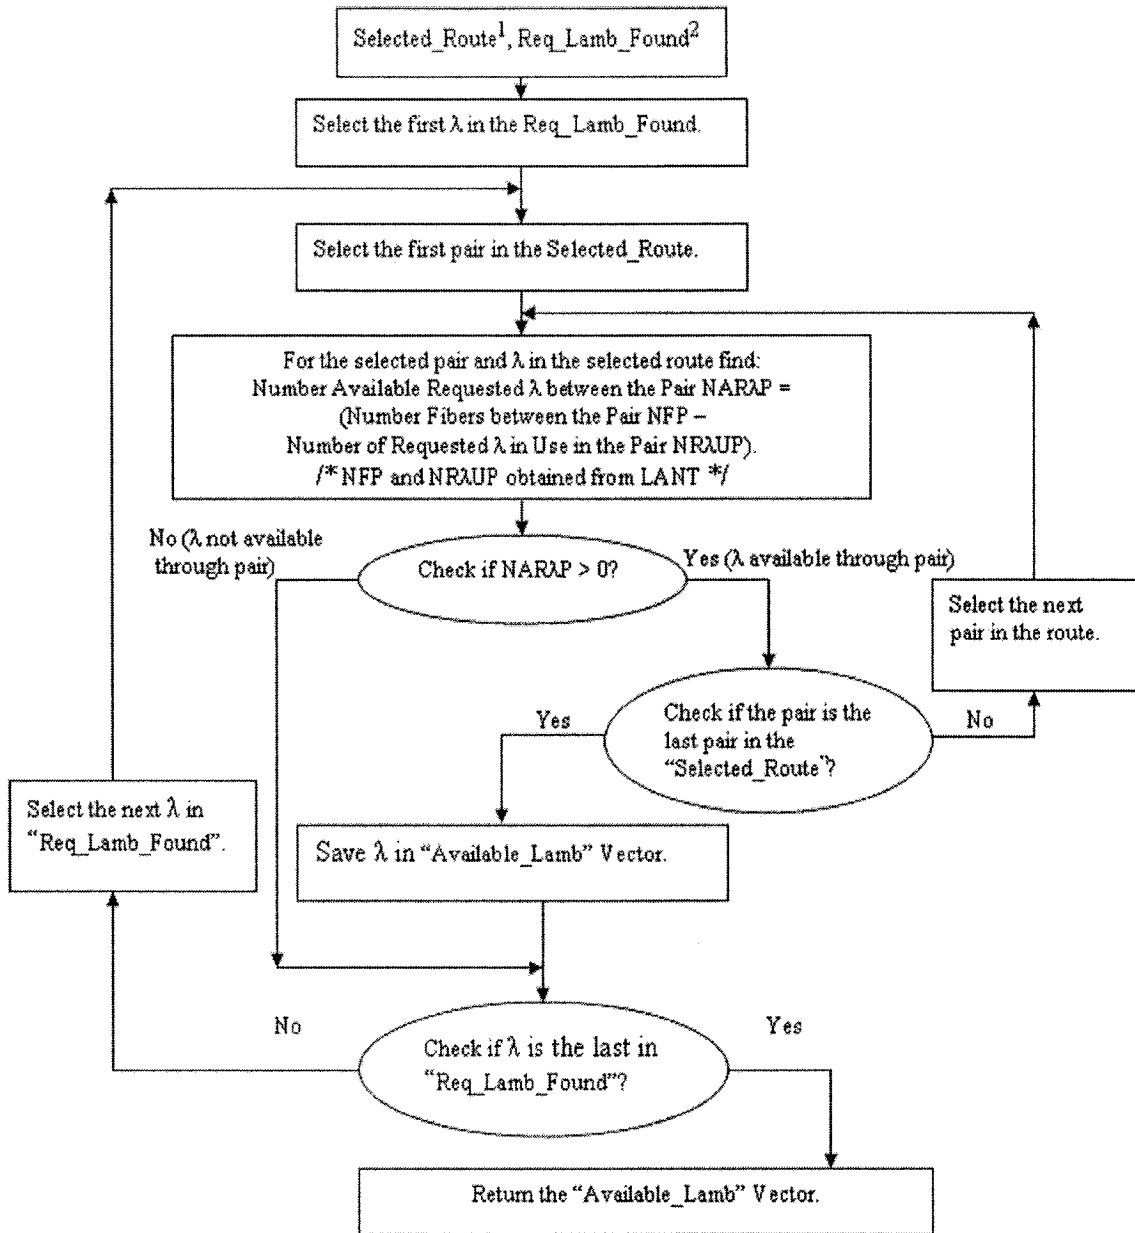 Selected_Route¹, Req_Lamb_Found²
Select the first λ in the Req_Lamb_Found.
Select the first pair in the Selected_Route.
For the selected pair and λ in the selected route find:
Number Available Requested λ between the Pair NARλP =
(Number Fibers between the Pair NFP –
Number of Requested λ in Use in the Pair NRλUP).
/* NFP and NRλUP obtained from LANT */
No (λ not available
through pair)
Check if NARλP > 0?
Yes (λ available through pair)
Select the next
pair in the route.
Yes
Check if the pair is the
last pair in the
“Selected_Route”?
No
Select the next λ in
“Req_Lamb_Found”.
Save λ in “Available_Lamb” Vector.
No
Check if λ is the last in
“Req_Lamb_Found”?
Yes
Return the “Available_Lamb” Vector.